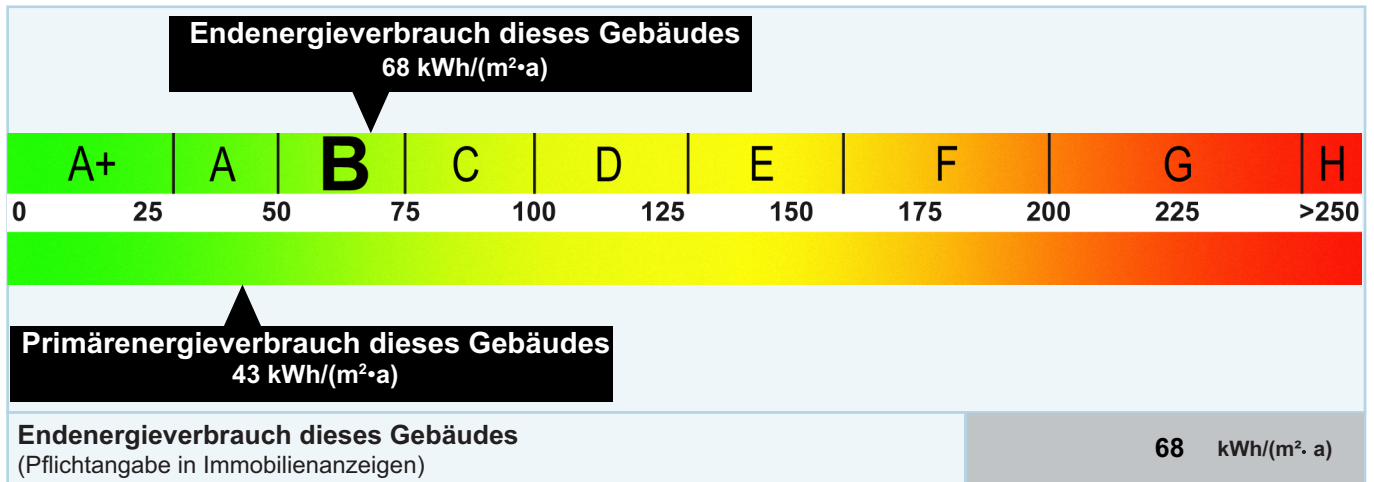 Endenergieverbrauch dieses Gebäudes
68 kWh/(m²•a)
A+ A B C D E F G H
0 25 50 75 100 125 150 175 200 225 >250
Primärenergieverbrauch dieses Gebäudes
43 kWh/(m²•a)
Endenergieverbrauch dieses Gebäudes
(Pflichtangabe in Immobilienanzeigen)
68 kWh/(m²· a)